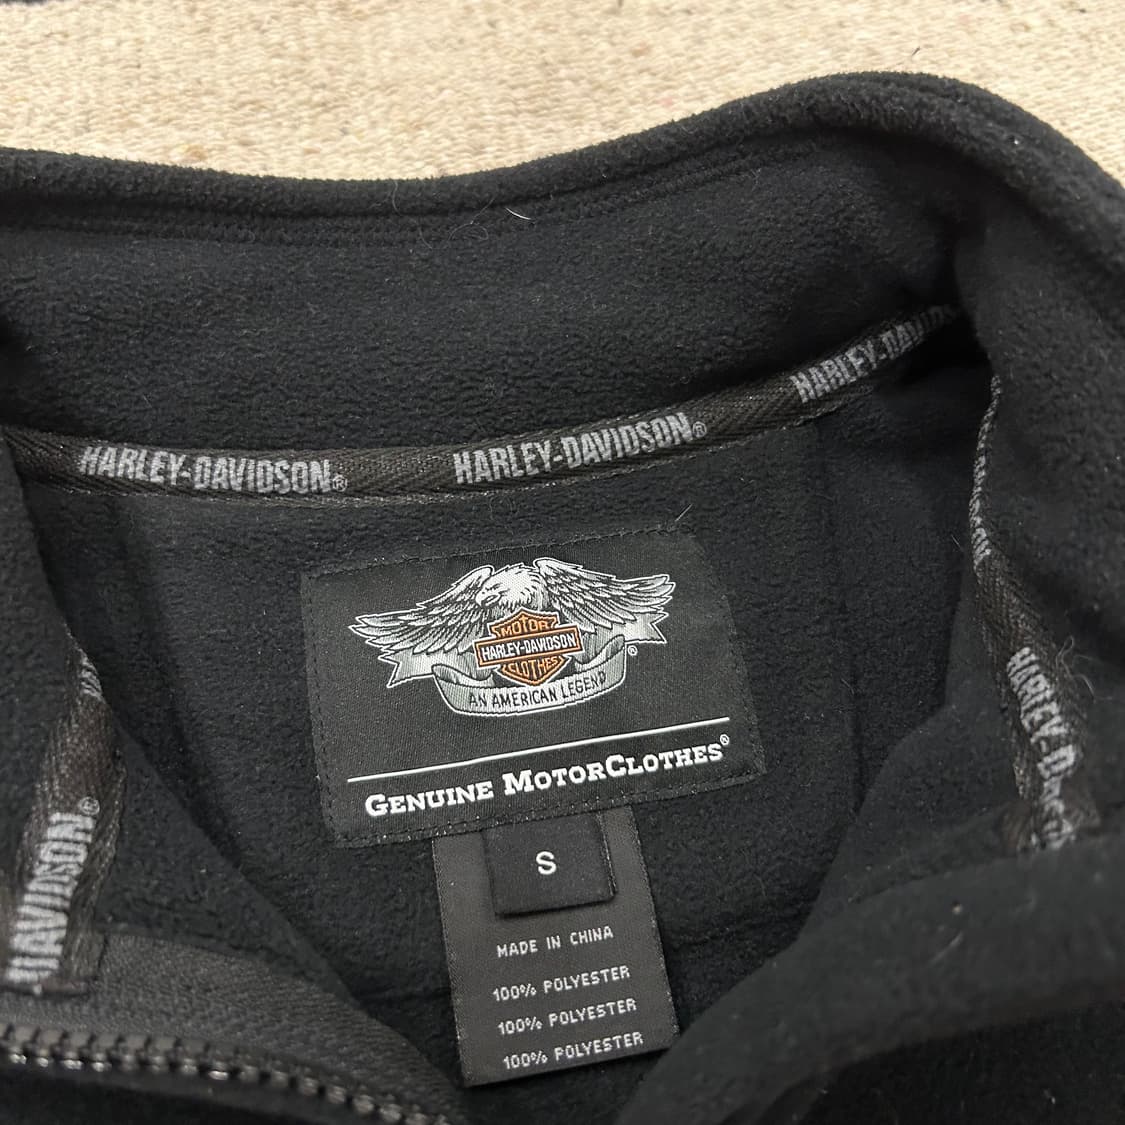 HARLEY-DAVIDSON®
HARLEY-DAVIDSON®
HARLEY-DAVIDSON
MOTOR
HARLEY-DAVIDSON
CLOTHES
®
AN AMERICAN LEGEND
GENUINE MOTORCLOTHES®
S
MADE IN CHINA
100% POLYESTER
100% POLYESTER
100% POLYESTER
DAVIDSON®
HARLEY-DA